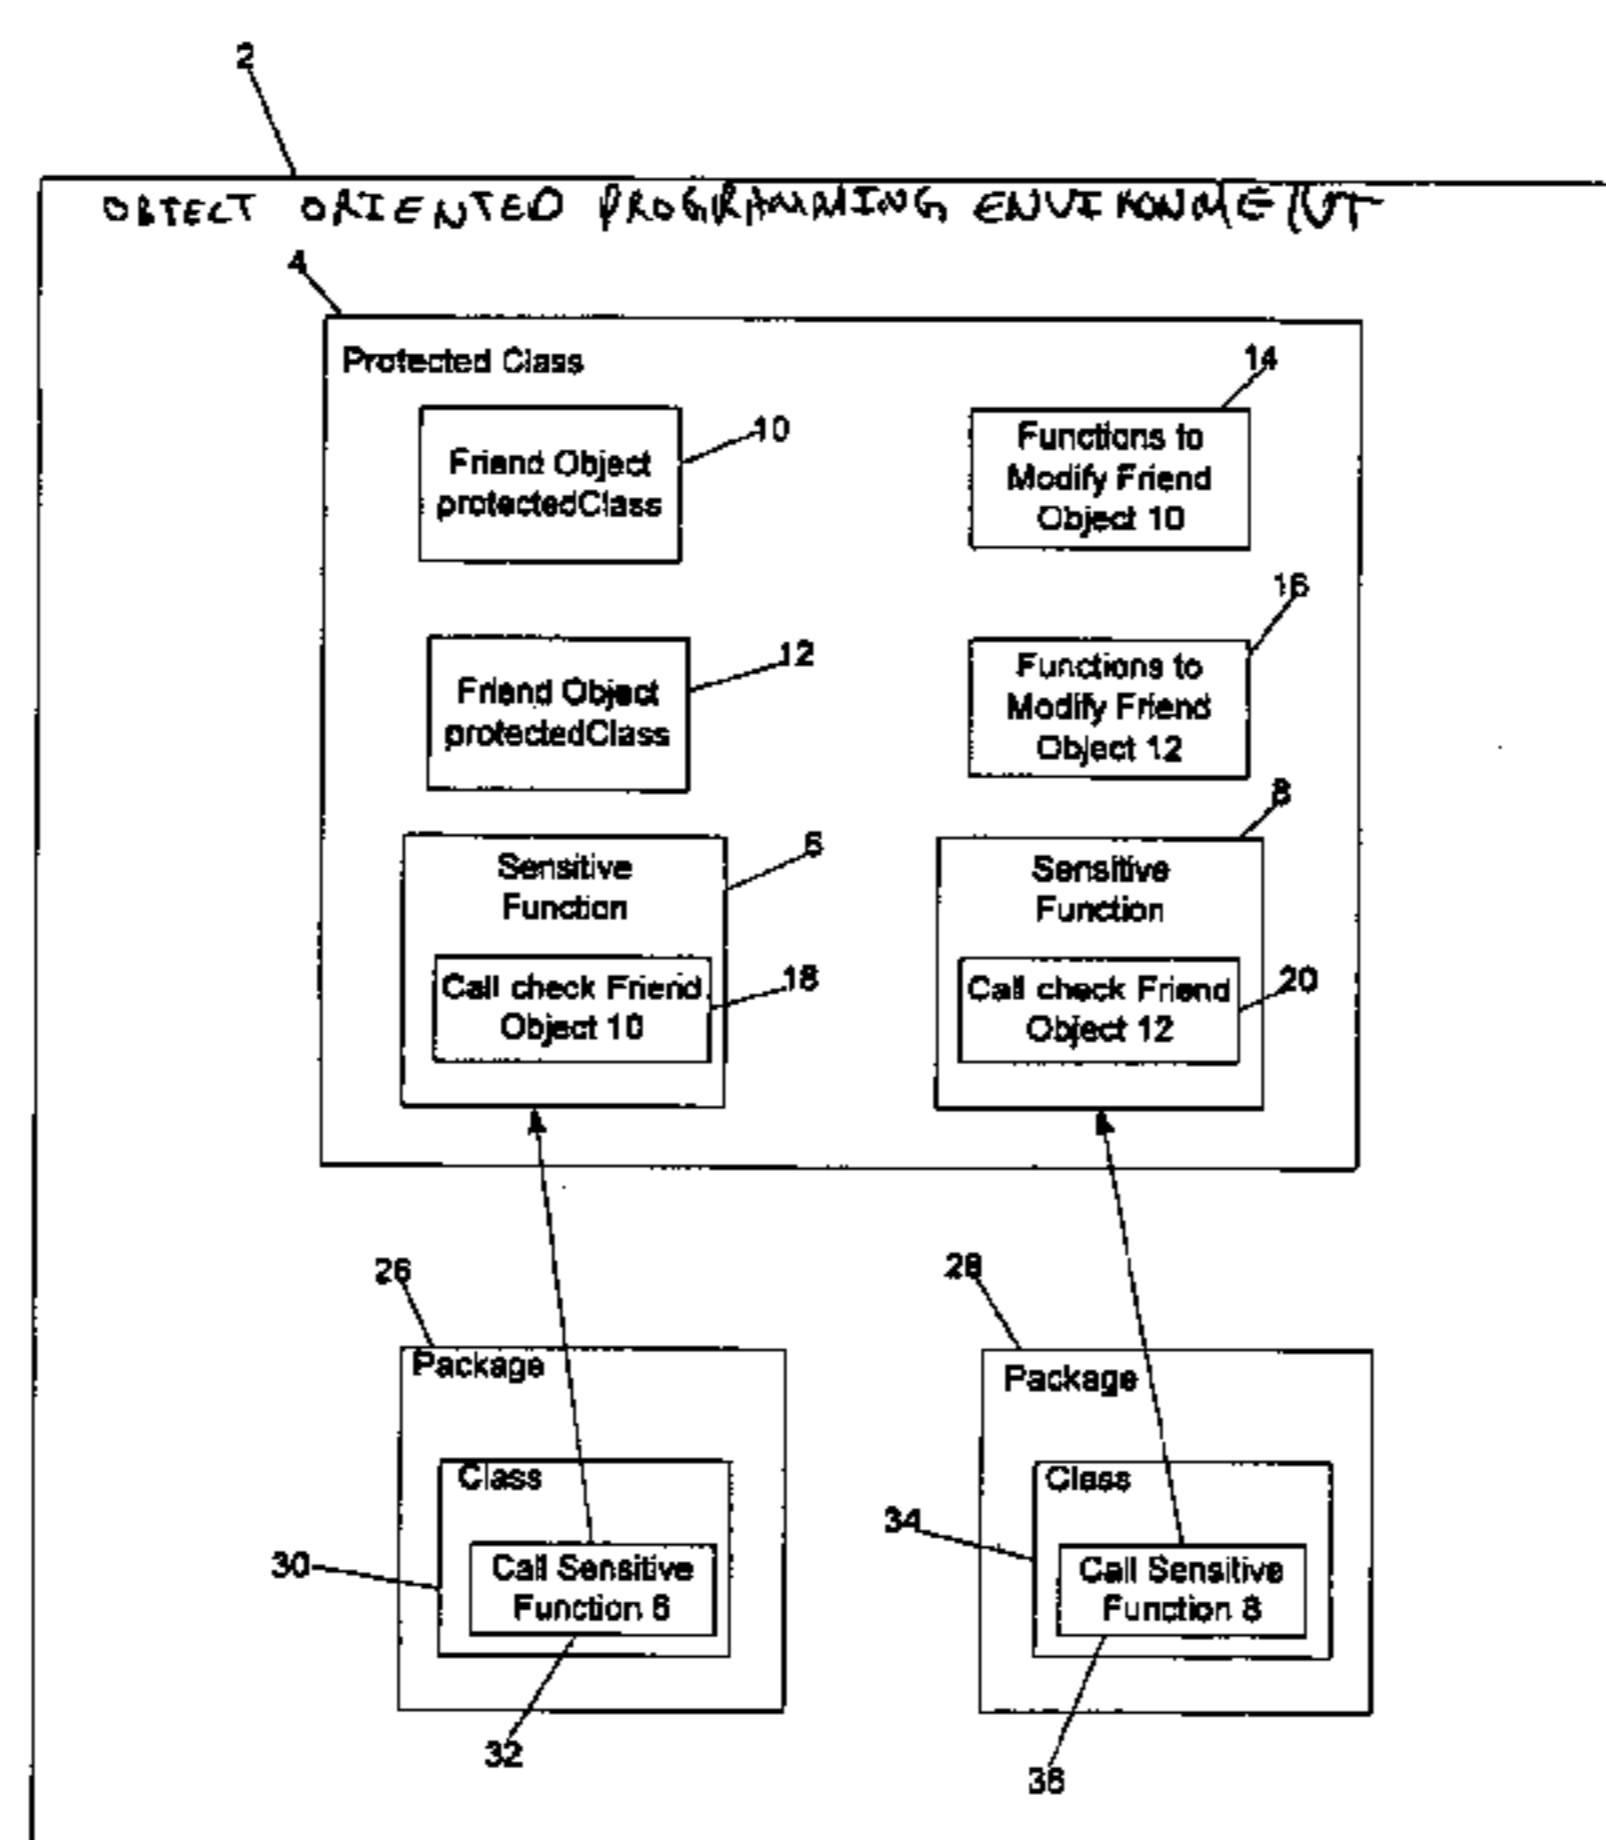 2
OBJECT ORIENTED PROGRAMMING ENVIRONMENT
4
Protected Class
14
10
Friend Object
protectedClass
Functions to
Modify Friend
Object 10
16
12
Friend Object
protectedClass
Functions to
Modify Friend
Object 12
8
6
Sensitive
Function
Sensitive
Function
18
20
Call check Friend
Object 10
Call check Friend
Object 12
26
28
Package
Package
Class
Class
34
30
Call Sensitive
Function 6
Call Sensitive
Function 8
32
36